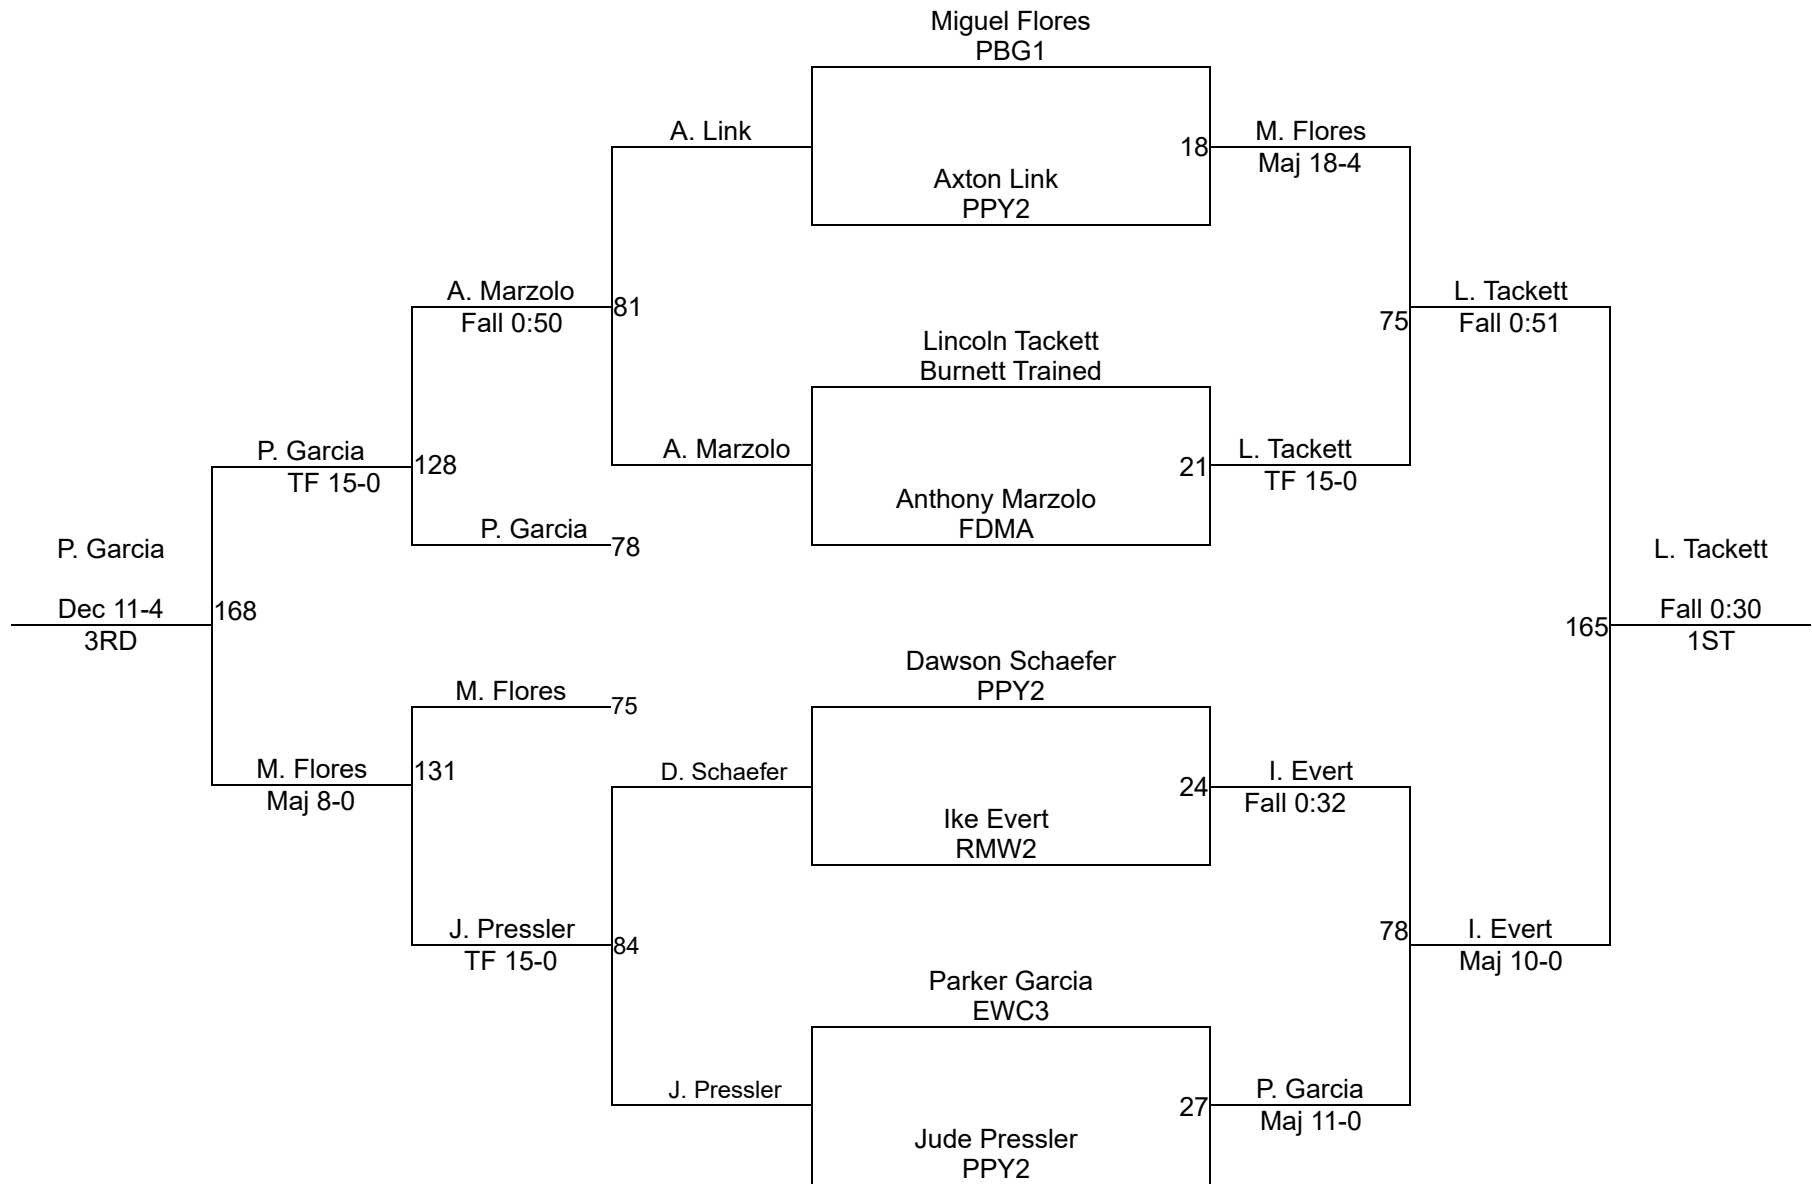 Miguel Flores
PBG1
A. Link
18
M. Flores
Maj 18-4
Axton Link
PPY2
A. Marzolo
Fall 0:50
81
75
L. Tackett
Fall 0:51
Lincoln Tackett
Burnett Trained
P. Garcia
TF 15-0
128
A. Marzolo
21
L. Tackett
TF 15-0
Anthony Marzolo
FDMA
P. Garcia
78
P. Garcia
Dec 11-4
3RD
168
L. Tackett
Fall 0:30
1ST
165
Dawson Schaefer
PPY2
M. Flores
75
M. Flores
Maj 8-0
131
D. Schaefer
24
I. Evert
Fall 0:32
Ike Evert
RMW2
J. Pressler
TF 15-0
84
78
I. Evert
Maj 10-0
Parker Garcia
EWC3
J. Pressler
27
P. Garcia
Maj 11-0
Jude Pressler
PPY2